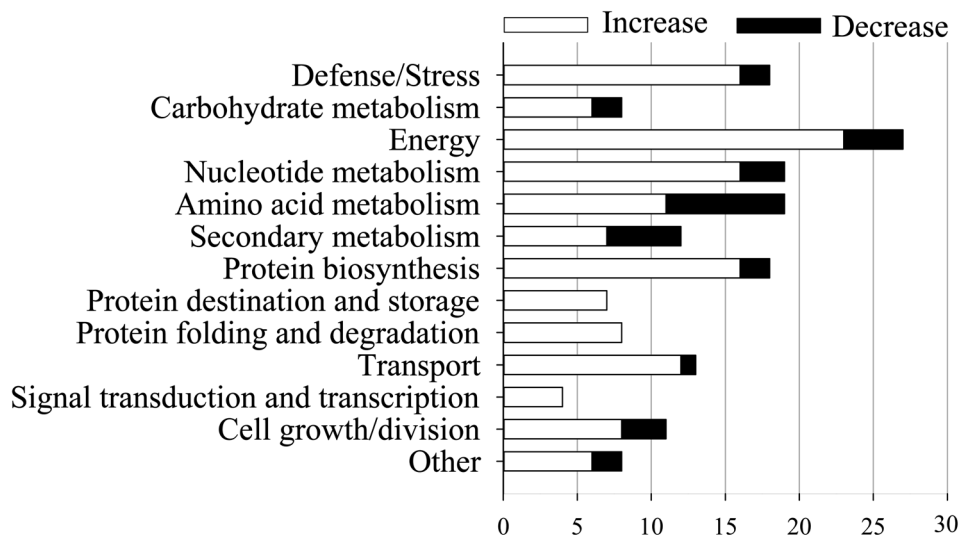 Increase Decrease
Defense/Stress
Carbohydrate metabolism
Energy
Nucleotide metabolism
Amino acid metabolism
Secondary metabolism
Protein biosynthesis
Protein destination and storage
Protein folding and degradation
Transport
Signal transduction and transcription
Cell growth/division
Other
0 5 10 15 20 25 30